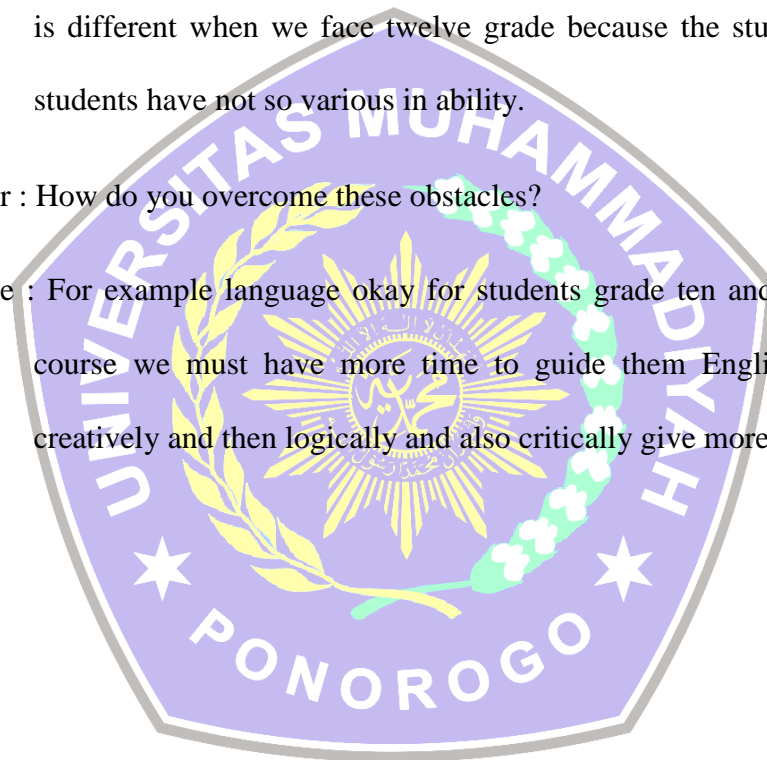 is different when we face twelve grade because the stu
students have not so various in ability.
r : How do you overcome these obstacles?
e : For example language okay for students grade ten and
course we must have more time to guide them Engli
creatively and then logically and also critically give more
UNIVERSITAS MUHAMMADIYAH
PONOROGO